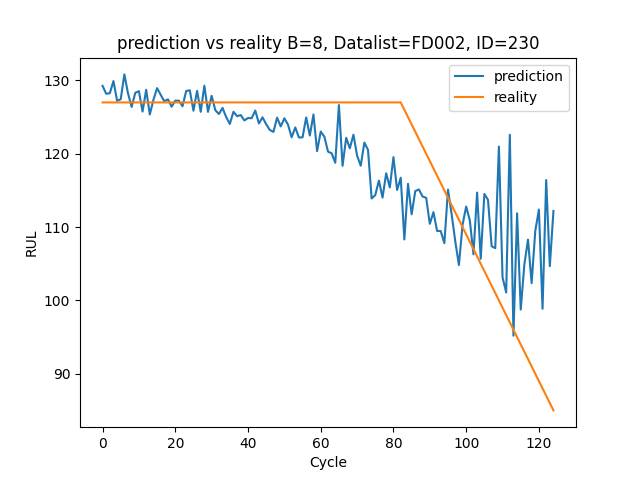 prediction vs reality B=8, Datalist=FD002, ID=230
prediction
reality
130
120
110
100
90
RUL
0 20 40 60 80 100 120
Cycle